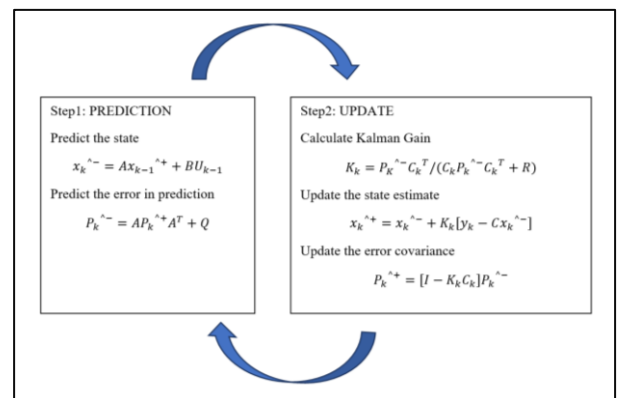 Step1: PREDICTION
Predict the state
x_k^^- = Ax_{k-1}^^+ + BU_{k-1}
Predict the error in prediction
P_k^^- = AP_k^^+A^T + Q
Step2: UPDATE
Calculate Kalman Gain
K_k = P_K^^-C_k^T/(C_kP_k^^-C_k^T + R)
Update the state estimate
x_k^^+ = x_k^^- + K_k[y_k − Cx_k^^-]
Update the error covariance
P_k^^+ = [I − K_kC_k]P_k^^-